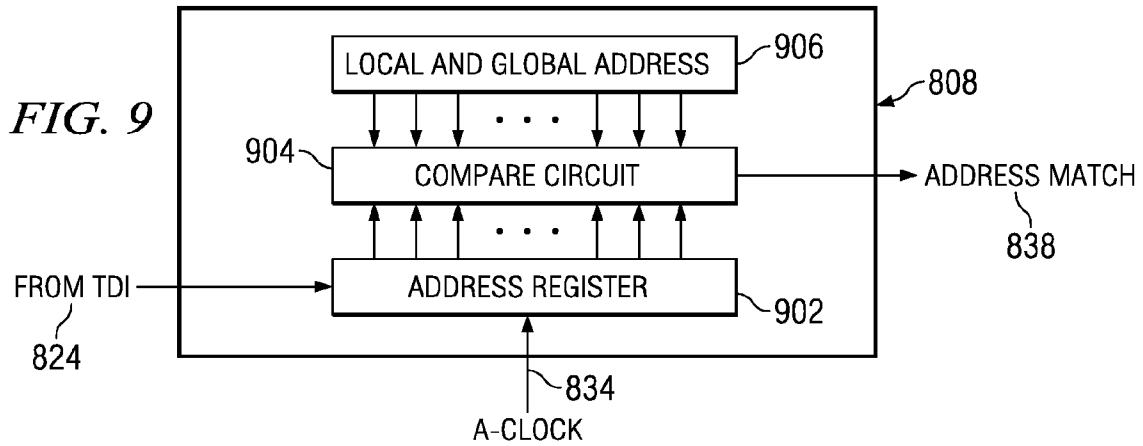 FIG. 9
LOCAL AND GLOBAL ADDRESS
906
808
904
COMPARE CIRCUIT
ADDRESS MATCH
838
FROM TDI
824
ADDRESS REGISTER
902
834
A-CLOCK